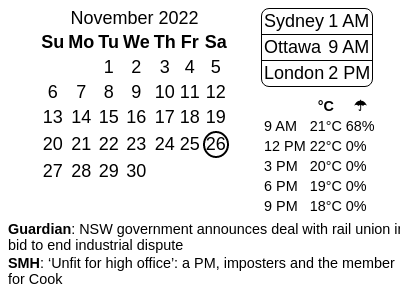 November 2022
Su Mo Tu We Th Fr Sa
1 2 3 4 5
6 7 8 9 10 11 12
13 14 15 16 17 18 19
20 21 22 23 24 25 26
27 28 29 30
Sydney 1 AM
Ottawa 9 AM
London 2 PM
°C ☂
9 AM 21°C 68%
12 PM 22°C 0%
3 PM 20°C 0%
6 PM 19°C 0%
9 PM 18°C 0%
Guardian: NSW government announces deal with rail union in
bid to end industrial dispute
SMH: ‘Unfit for high office’: a PM, imposters and the member
for Cook